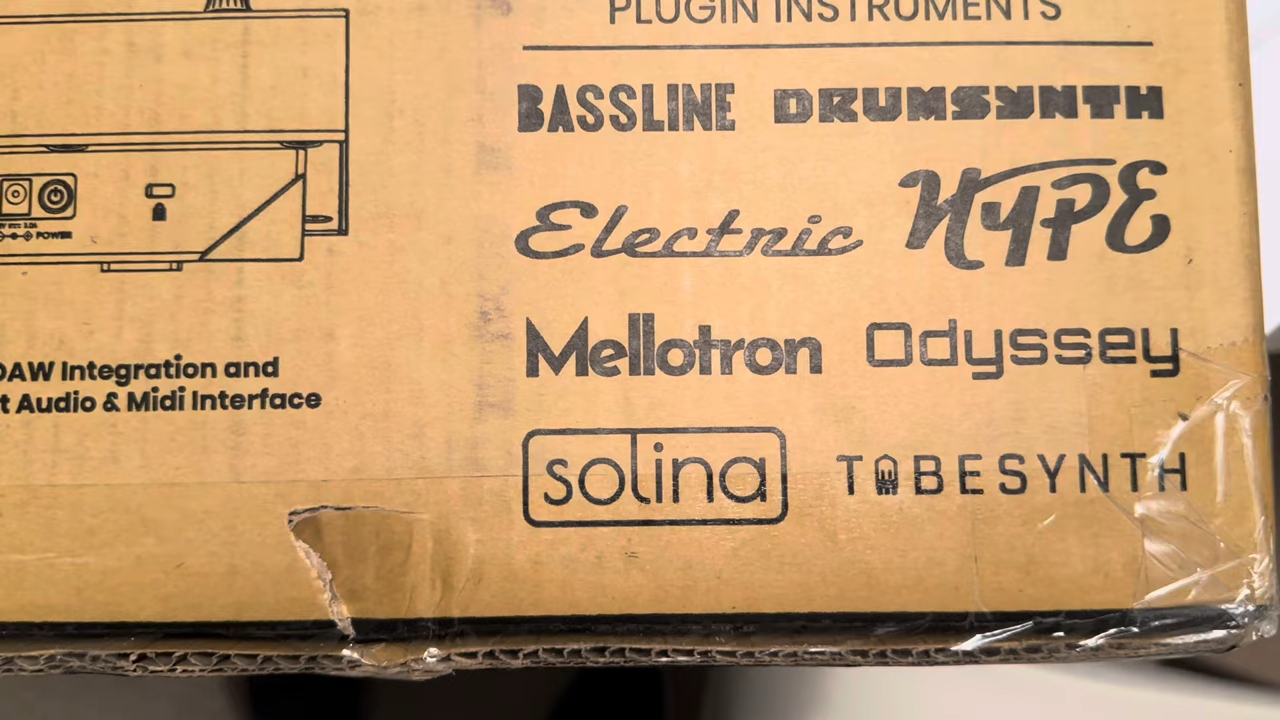 PLUGIN INSTRUMENTS
BASSLINE DRUMSYNTH
Electric HYPE
Mellotron Odyssey
solina TUBESYNTH
POWER
DAW Integration and
t Audio & Midi Interface